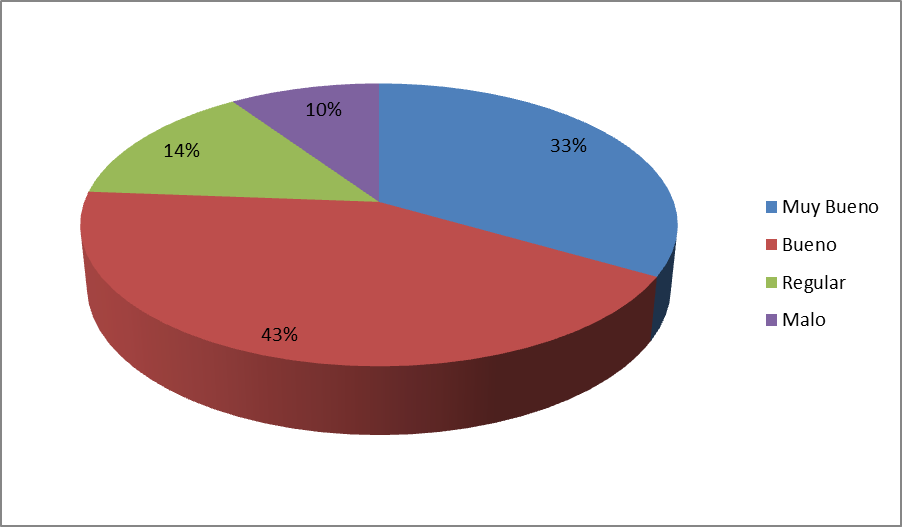 10%
33%
14%
43%
Muy Bueno
Bueno
Regular
Malo